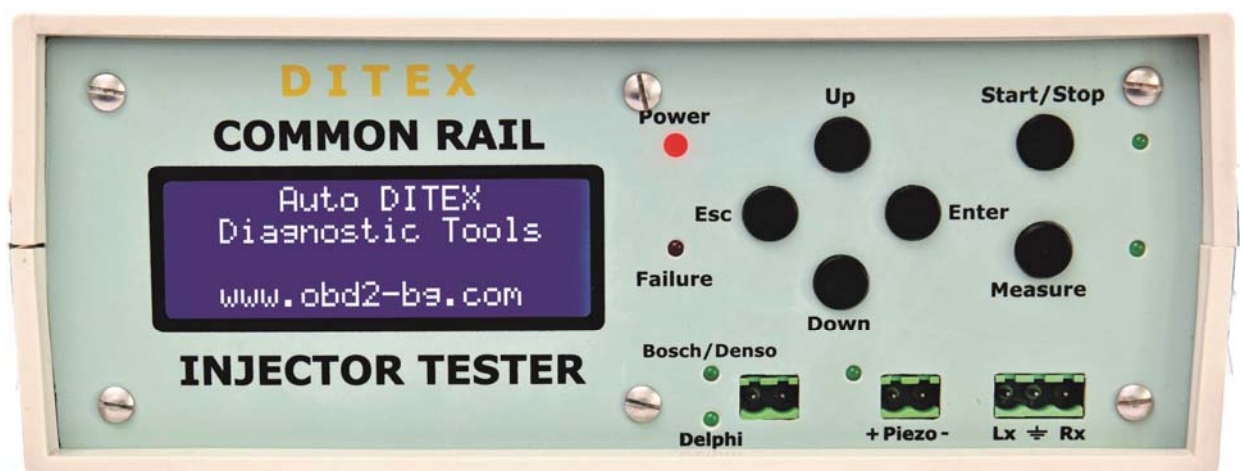 DITEX
COMMON RAIL
Auto DITEX
Diagnostic Tools
www.obd2-bg.com
INJECTOR TESTER
Power
Up
Start/Stop
Esc
Enter
Failure
Down
Measure
Bosch/Denso
Delphi
+Piezo-
Lx ⏚ Rx